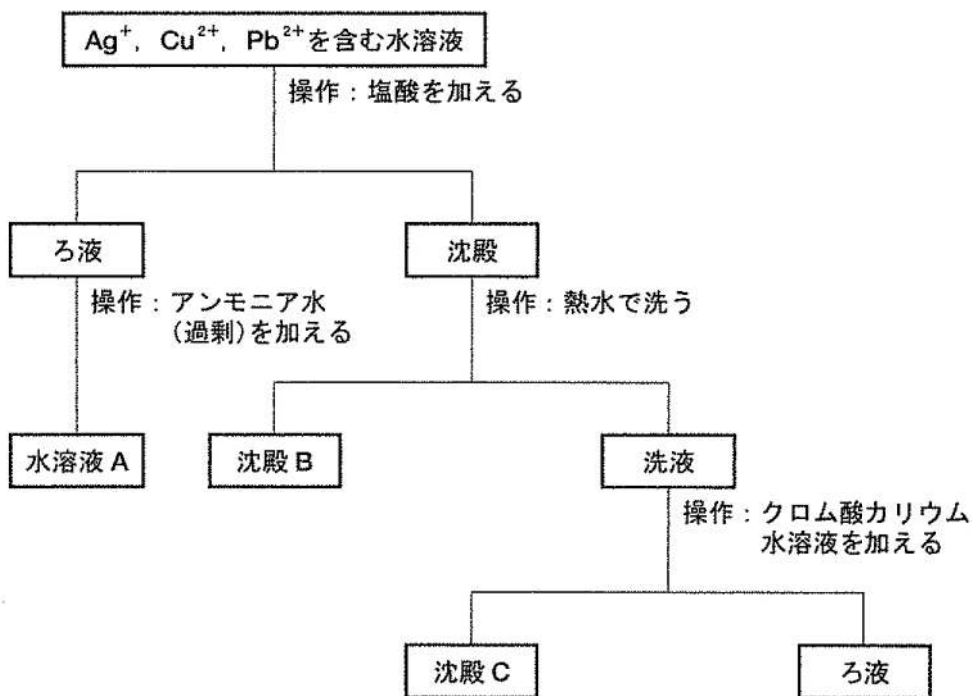 Ag⁺, Cu²⁺, Pb²⁺を含む水溶液
操作：塩酸を加える
ろ液
沈殿
操作：アンモニア水
(過剰)を加える
操作：熱水で洗う
水溶液 A
沈殿 B
洗液
操作：クロム酸カリウム
水溶液を加える
沈殿 C
ろ液